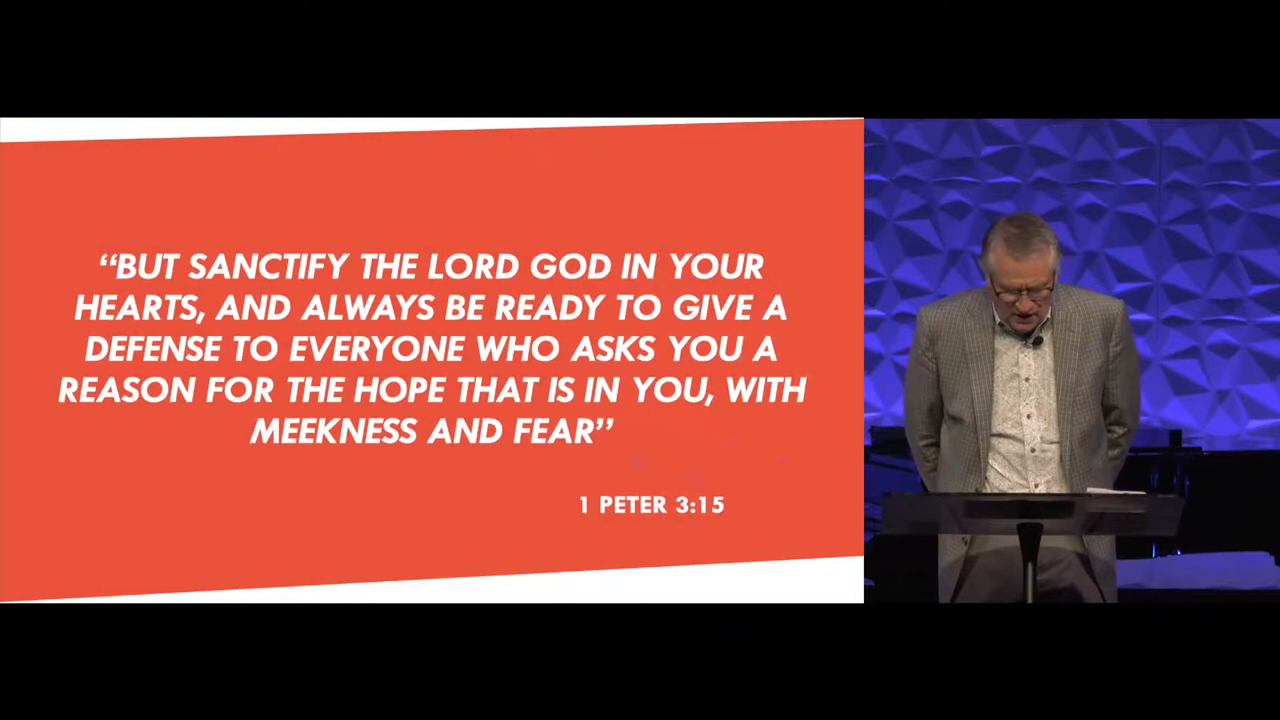 “BUT SANCTIFY THE LORD GOD IN YOUR
HEARTS, AND ALWAYS BE READY TO GIVE A
DEFENSE TO EVERYONE WHO ASKS YOU A
REASON FOR THE HOPE THAT IS IN YOU, WITH
MEEKNESS AND FEAR”
1 PETER 3:15